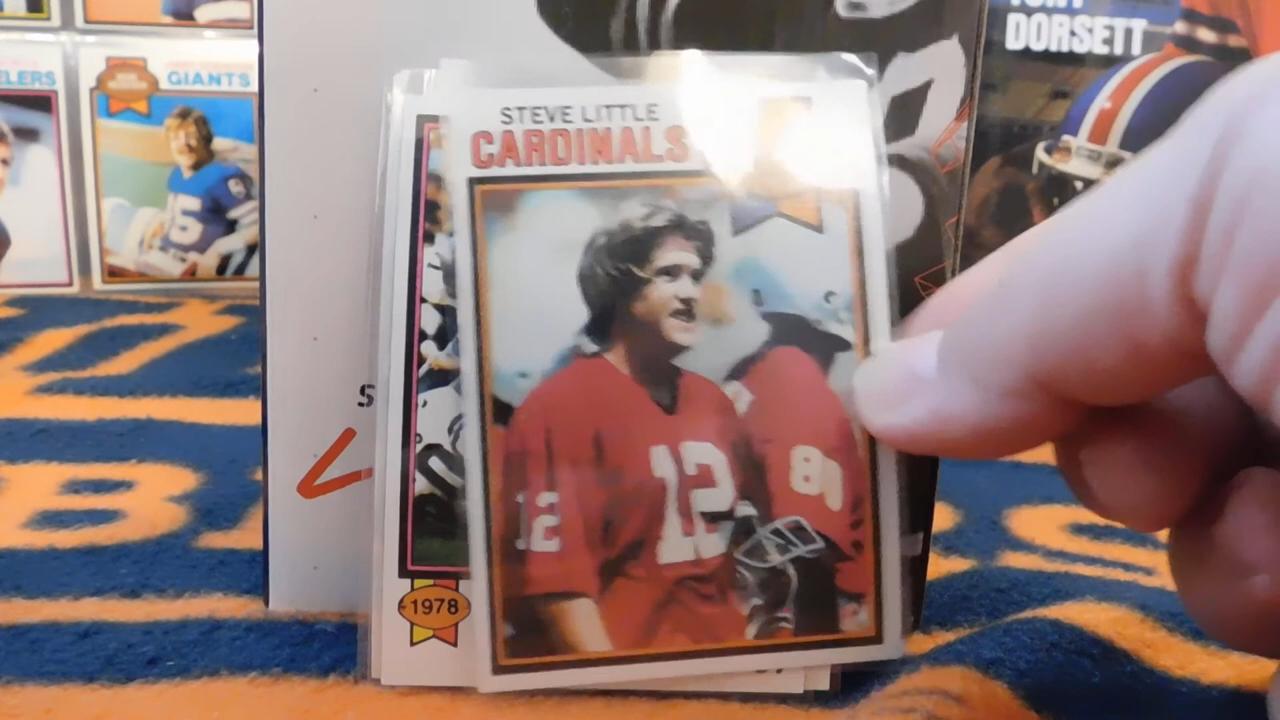 DORSETT
ELERS
GIANTS
STEVE LITTLE
CARDINALS
12
12
80
S
1978